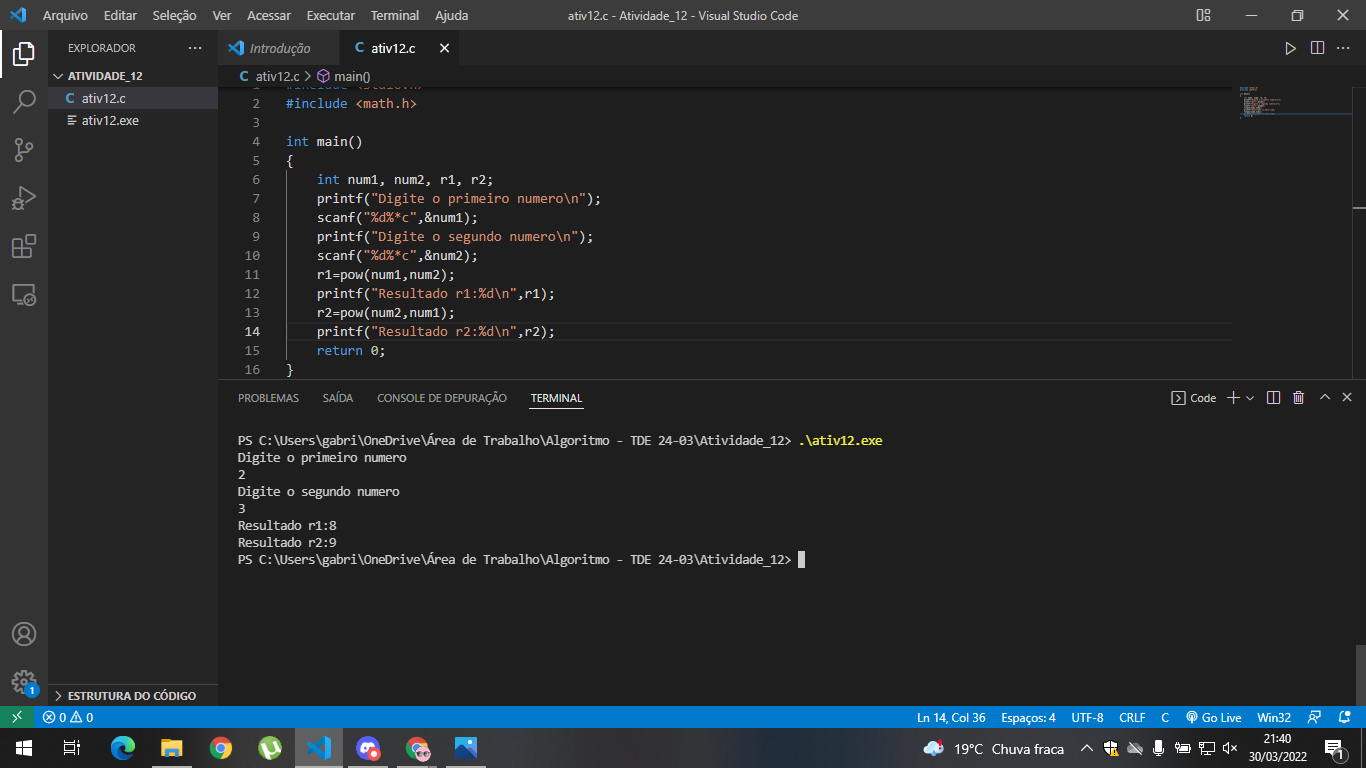 Arquivo Editar Seleção Ver Acessar Executar Terminal Ajuda ativ12.c - Atividade_12 - Visual Studio Code
EXPLORADOR ··· Introdução C ativ12.c
ATIVIDADE_12 C ativ12.c > main()
C ativ12.c
ativ12.exe
1 #include <stdio.h>
2 #include <math.h>
3
4 int main()
5 {
6 int num1, num2, r1, r2;
7 printf("Digite o primeiro numero\n");
8 scanf("%d%*c",&num1);
9 printf("Digite o segundo numero\n");
10 scanf("%d%*c",&num2);
11 r1=pow(num1,num2);
12 printf("Resultado r1:%d\n",r1);
13 r2=pow(num2,num1);
14 printf("Resultado r2:%d\n",r2);
15 return 0;
16 }
PROBLEMAS SAÍDA CONSOLE DE DEPURAÇÃO TERMINAL Code
PS C:\Users\gabri\OneDrive\Área de Trabalho\Algoritmo - TDE 24-03\Atividade_12> .\ativ12.exe
Digite o primeiro numero
2
Digite o segundo numero
3
Resultado r1:8
Resultado r2:9
PS C:\Users\gabri\OneDrive\Área de Trabalho\Algoritmo - TDE 24-03\Atividade_12>
1
ESTRUTURA DO CÓDIGO
0 0 Ln 14, Col 36 Espaços: 4 UTF-8 CRLF C Go Live Win32
19°C Chuva fraca 21:40
30/03/2022 1